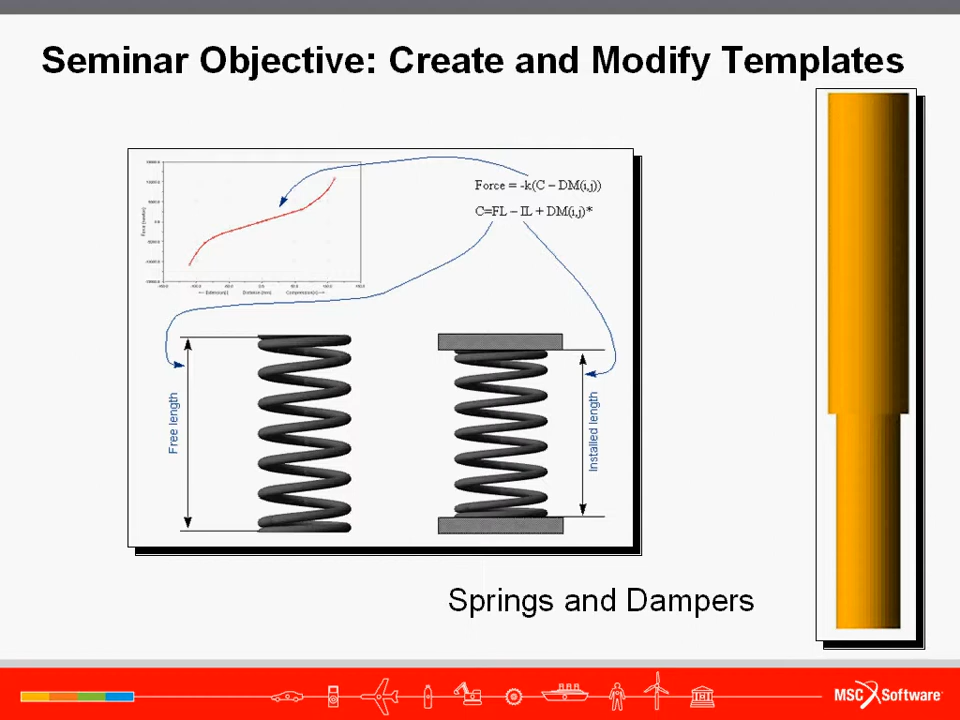 Seminar Objective: Create and Modify Templates
Force = -k(C – DM(i,j))
C=FL – IL + DM(i,j)*
Free length
Installed length
Springs and Dampers
MSC Software